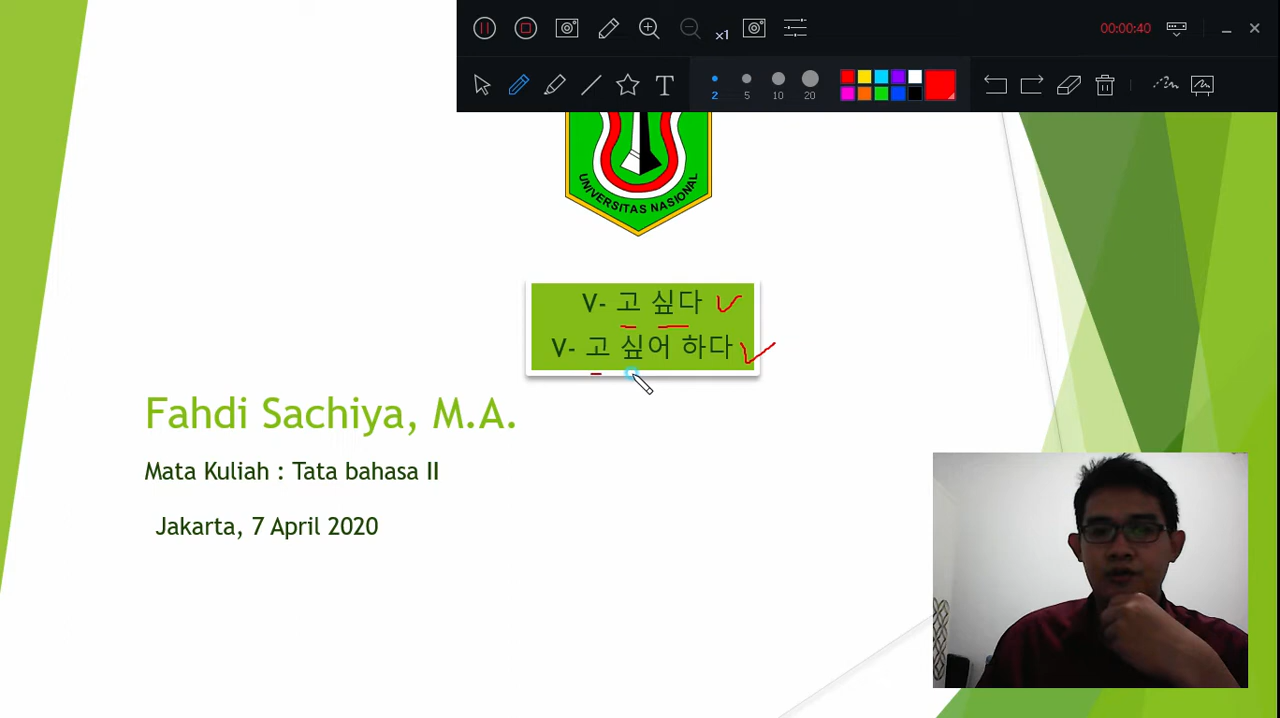 x1
00:00:40
T
2 5 10 20
UNIVERSITAS NASIONAL
V- 고 싶다
V- 고 싶어 하다
Fahdi Sachiya, M.A.
Mata Kuliah : Tata bahasa II
Jakarta, 7 April 2020